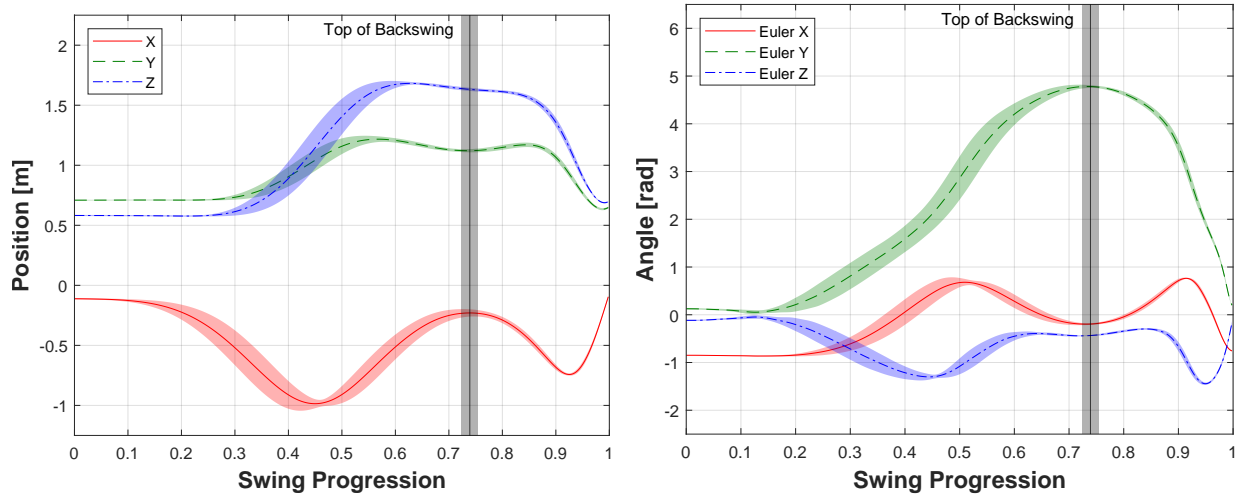 Top of Backswing
X
Y
Z
2
1.5
1
0.5
0
-0.5
-1
Position [m]
0 0.1 0.2 0.3 0.4 0.5 0.6 0.7 0.8 0.9 1
Swing Progression
Top of Backswing
Euler X
Euler Y
Euler Z
6
5
4
3
2
1
0
-1
-2
Angle [rad]
0 0.1 0.2 0.3 0.4 0.5 0.6 0.7 0.8 0.9 1
Swing Progression